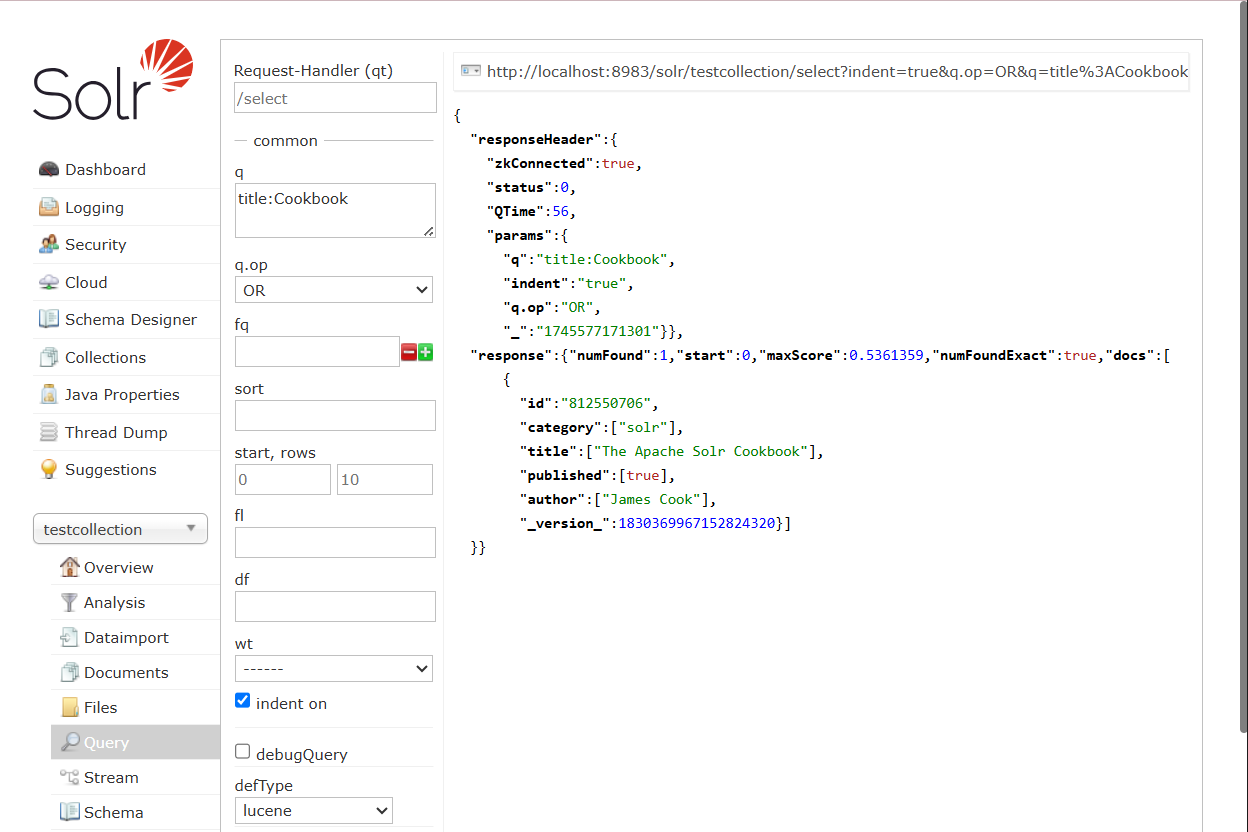 Solr
Dashboard
Logging
Security
Cloud
Schema Designer
Collections
Java Properties
Thread Dump
Suggestions
testcollection
Overview
Analysis
Dataimport
Documents
Files
Query
Stream
Schema
Request-Handler (qt)
/select
common
q
title:Cookbook
q.op
OR
fq
sort
start, rows
0 10
fl
df
wt
------
indent on
debugQuery
defType
lucene
http://localhost:8983/solr/testcollection/select?indent=true&q.op=OR&q=title%3ACookbook
{
  "responseHeader":{
    "zkConnected":true,
    "status":0,
    "QTime":56,
    "params":{
      "q":"title:Cookbook",
      "indent":"true",
      "q.op":"OR",
      "_":"1745577171301"}},
  "response":{"numFound":1,"start":0,"maxScore":0.5361359,"numFoundExact":true,"docs":[
      {
        "id":"812550706",
        "category":["solr"],
        "title":["The Apache Solr Cookbook"],
        "published":[true],
        "author":["James Cook"],
        "_version_":1830369967152824320}]
  }}